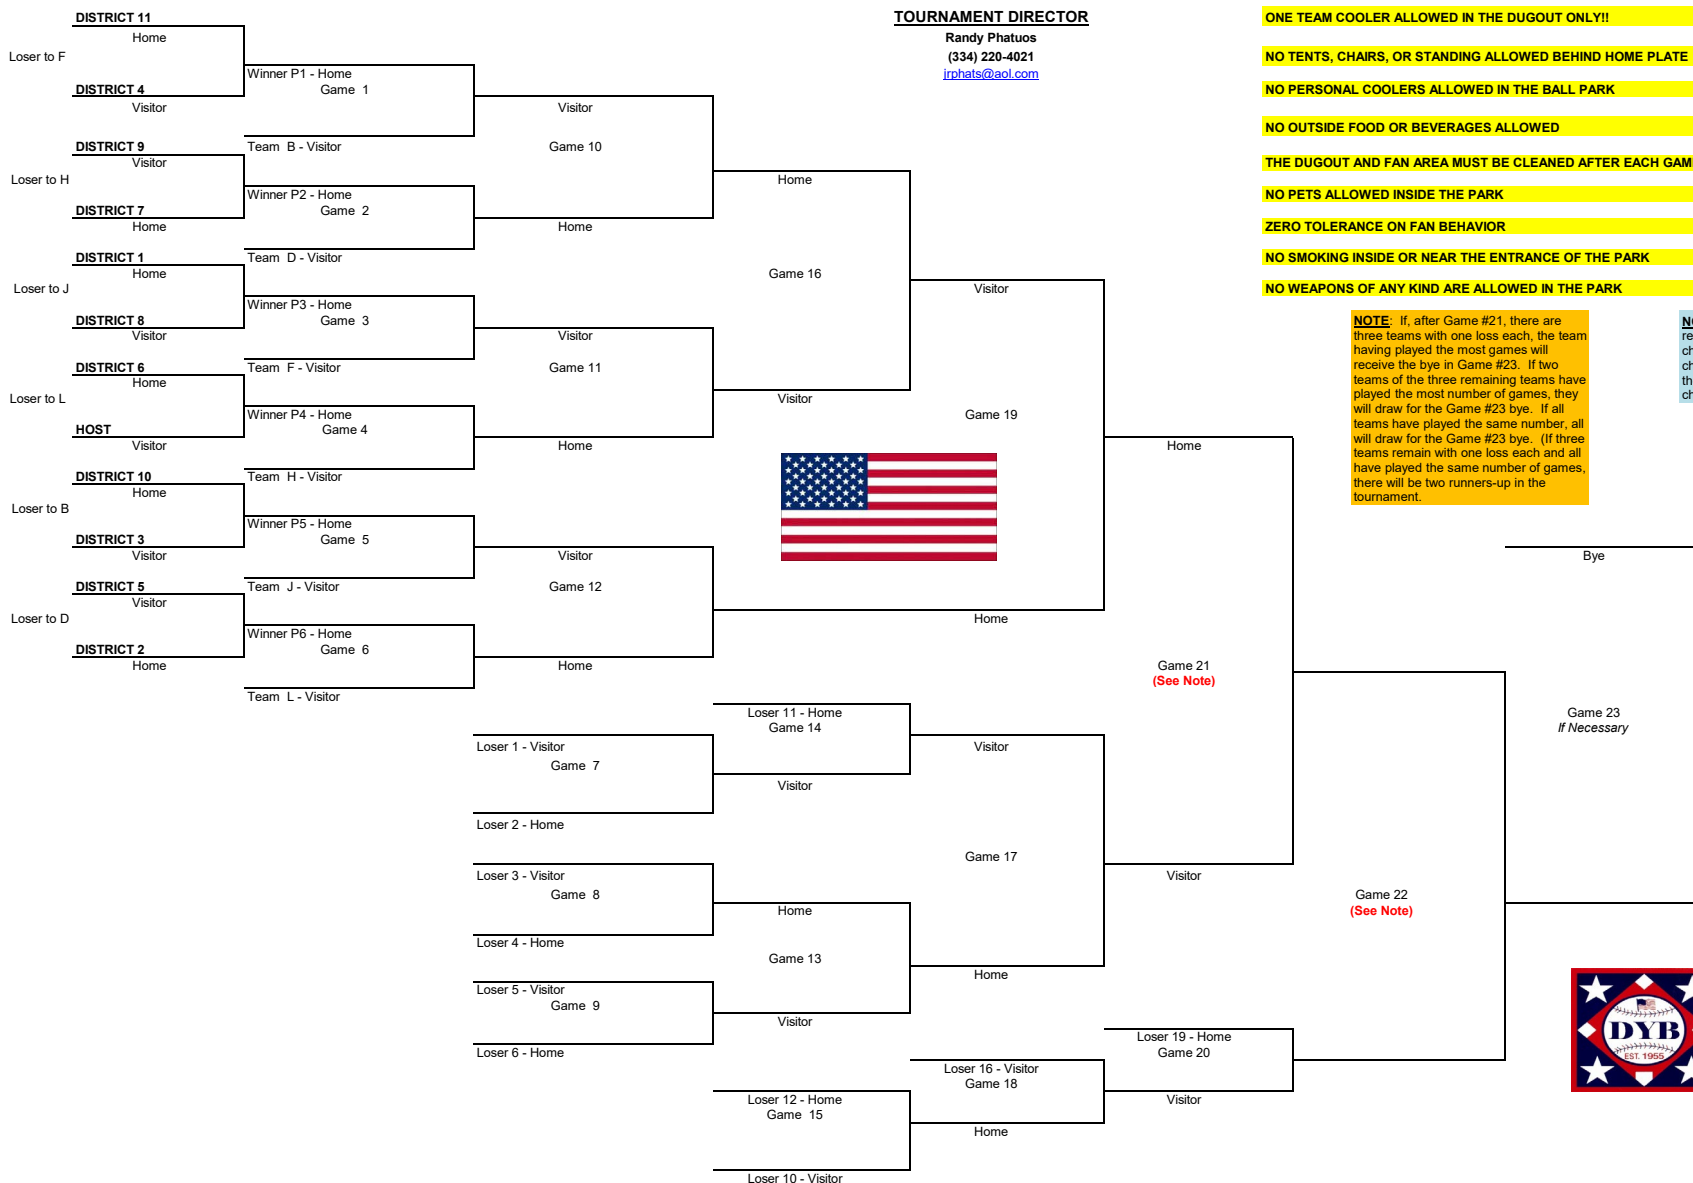 DISTRICT 11
Home
Loser to F
DISTRICT 4
Visitor
DISTRICT 9
Visitor
Loser to H
DISTRICT 7
Home
DISTRICT 1
Home
Loser to J
DISTRICT 8
Visitor
DISTRICT 6
Home
Loser to L
HOST
Visitor
DISTRICT 10
Home
Loser to B
DISTRICT 3
Visitor
DISTRICT 5
Visitor
Loser to D
DISTRICT 2
Home
Winner P1 - Home
Game 1
Team B - Visitor
Winner P2 - Home
Game 2
Team D - Visitor
Winner P3 - Home
Game 3
Team F - Visitor
Winner P4 - Home
Game 4
Team H - Visitor
Winner P5 - Home
Game 5
Team J - Visitor
Winner P6 - Home
Game 6
Team L - Visitor
Visitor
Game 10
Home
Visitor
Game 11
Home
Visitor
Game 12
Home
Loser 1 - Visitor
Game 7
Loser 2 - Home
Loser 3 - Visitor
Game 8
Loser 4 - Home
Loser 5 - Visitor
Game 9
Loser 6 - Home
Home
Game 16
Visitor
Loser 11 - Home
Game 14
Visitor
Home
Game 13
Visitor
Loser 12 - Home
Game 15
Loser 10 - Visitor
TOURNAMENT DIRECTOR
Randy Phatuos
(334) 220-4021
jrphats@aol.com
Visitor
Game 19
Home
Visitor
Game 17
Home
Loser 16 - Visitor
Game 18
Home
Home
Game 21
(See Note)
Visitor
Loser 19 - Home
Game 20
Visitor
Game 22
(See Note)
ONE TEAM COOLER ALLOWED IN THE DUGOUT ONLY!!
NO TENTS, CHAIRS, OR STANDING ALLOWED BEHIND HOME PLATE
NO PERSONAL COOLERS ALLOWED IN THE BALL PARK
NO OUTSIDE FOOD OR BEVERAGES ALLOWED
THE DUGOUT AND FAN AREA MUST BE CLEANED AFTER EACH GAM
NO PETS ALLOWED INSIDE THE PARK
ZERO TOLERANCE ON FAN BEHAVIOR
NO SMOKING INSIDE OR NEAR THE ENTRANCE OF THE PARK
NO WEAPONS OF ANY KIND ARE ALLOWED IN THE PARK
NOTE: If, after Game #21, there are
three teams with one loss each, the team
having played the most games will
receive the bye in Game #23. If two
teams of the three remaining teams have
played the most number of games, they
will draw for the Game #23 bye. If all
teams have played the same number, all
will draw for the Game #23 bye. (If three
teams remain with one loss each and all
have played the same number of games,
there will be two runners-up in the
tournament.
Bye
Game 23
If Necessary
DYB
EST. 1955